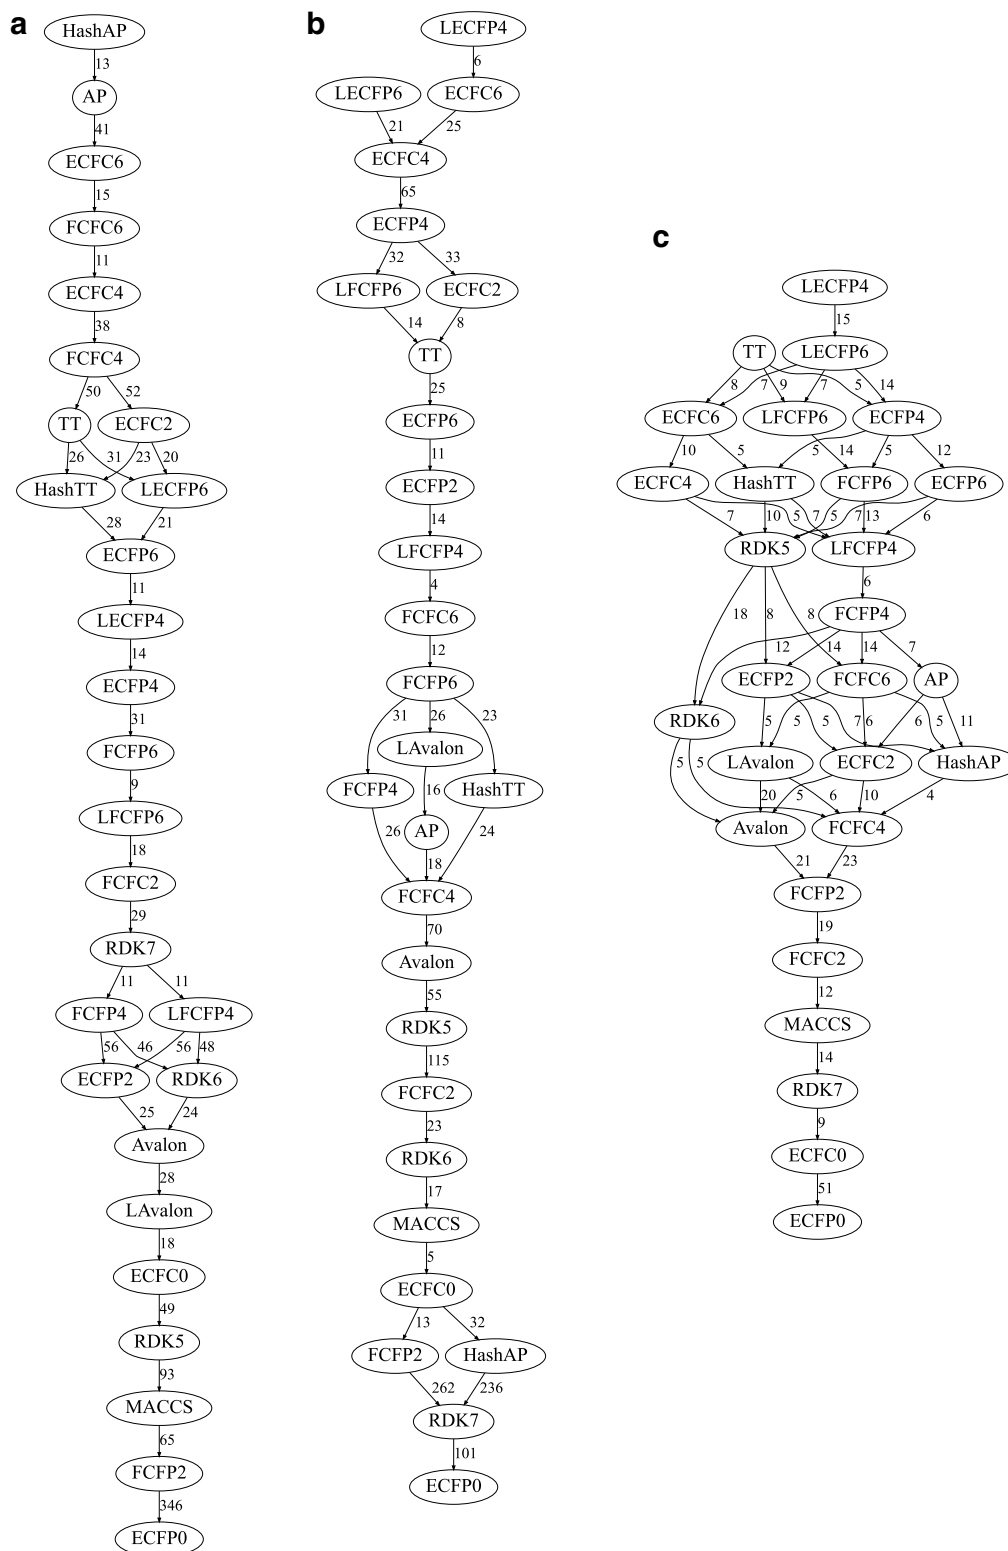 a
HashAP
13
AP
41
ECFC6
15
FCFC6
11
ECFC4
38
FCFC4
50 52
TT ECFC2
26 31 23 20
HashTT LECFP6
28 21
ECFP6
11
LECFP4
14
ECFP4
31
FCFP6
9
LFCFP6
18
FCFC2
29
RDK7
11 11
FCFP4 LFCFP4
56 46 56 48
ECFP2 RDK6
25 24
Avalon
28
LAvalon
18
ECFC0
49
RDK5
93
MACCS
65
FCFP2
346
ECFP0
b
LECFP4
6
LECFP6 ECFC6
21 25
ECFC4
65
ECFP4
32 33
LFCFP6 ECFC2
14 8
TT
25
ECFP6
11
ECFP2
14
LFCFP4
4
FCFC6
12
FCFP6
31 26 23
LAvalon
FCFP4 16 HashTT
AP
26 18 24
FCFC4
70
Avalon
55
RDK5
115
FCFC2
23
RDK6
17
MACCS
5
ECFC0
13 32
FCFP2 HashAP
262 236
RDK7
101
ECFP0
c
LECFP4
15
TT LECFP6
8 7 9 7 5 14
ECFC6 LFCFP6 ECFP4
10 5 14 5 5 12
ECFC4 HashTT FCFP6 ECFP6
7 10 5 7 5 13 7 6
RDK5 LFCFP4
6
18 8 8 FCFP4
12 14 14 7
ECFP2 FCFC6 AP
RDK6
5 5 5 7 6 6 5 11
LAvalon ECFC2 HashAP
5 5 20 5 6 10 4
Avalon FCFC4
21 23
FCFP2
19
FCFC2
12
MACCS
14
RDK7
9
ECFC0
51
ECFP0